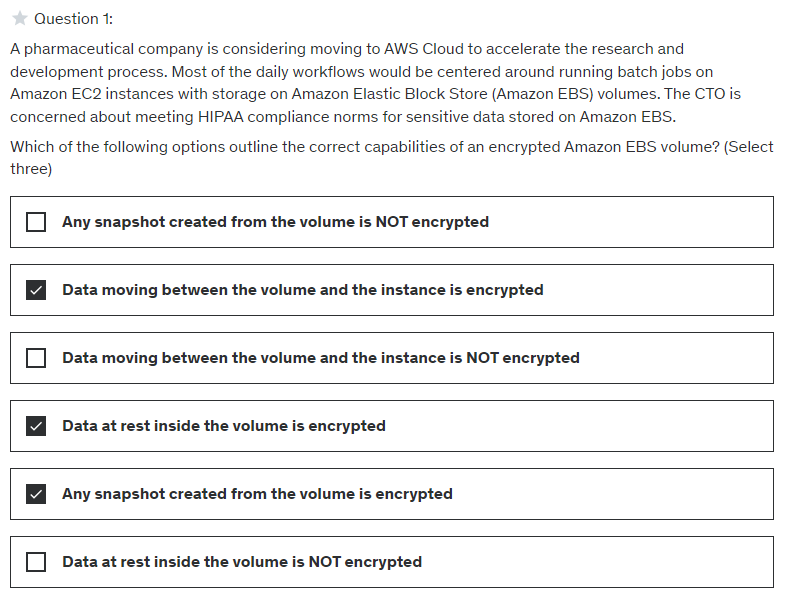 Question 1:
A pharmaceutical company is considering moving to AWS Cloud to accelerate the research and
development process. Most of the daily workflows would be centered around running batch jobs on
Amazon EC2 instances with storage on Amazon Elastic Block Store (Amazon EBS) volumes. The CTO is
concerned about meeting HIPAA compliance norms for sensitive data stored on Amazon EBS.
Which of the following options outline the correct capabilities of an encrypted Amazon EBS volume? (Select
three)
Any snapshot created from the volume is NOT encrypted
Data moving between the volume and the instance is encrypted
Data moving between the volume and the instance is NOT encrypted
Data at rest inside the volume is encrypted
Any snapshot created from the volume is encrypted
Data at rest inside the volume is NOT encrypted